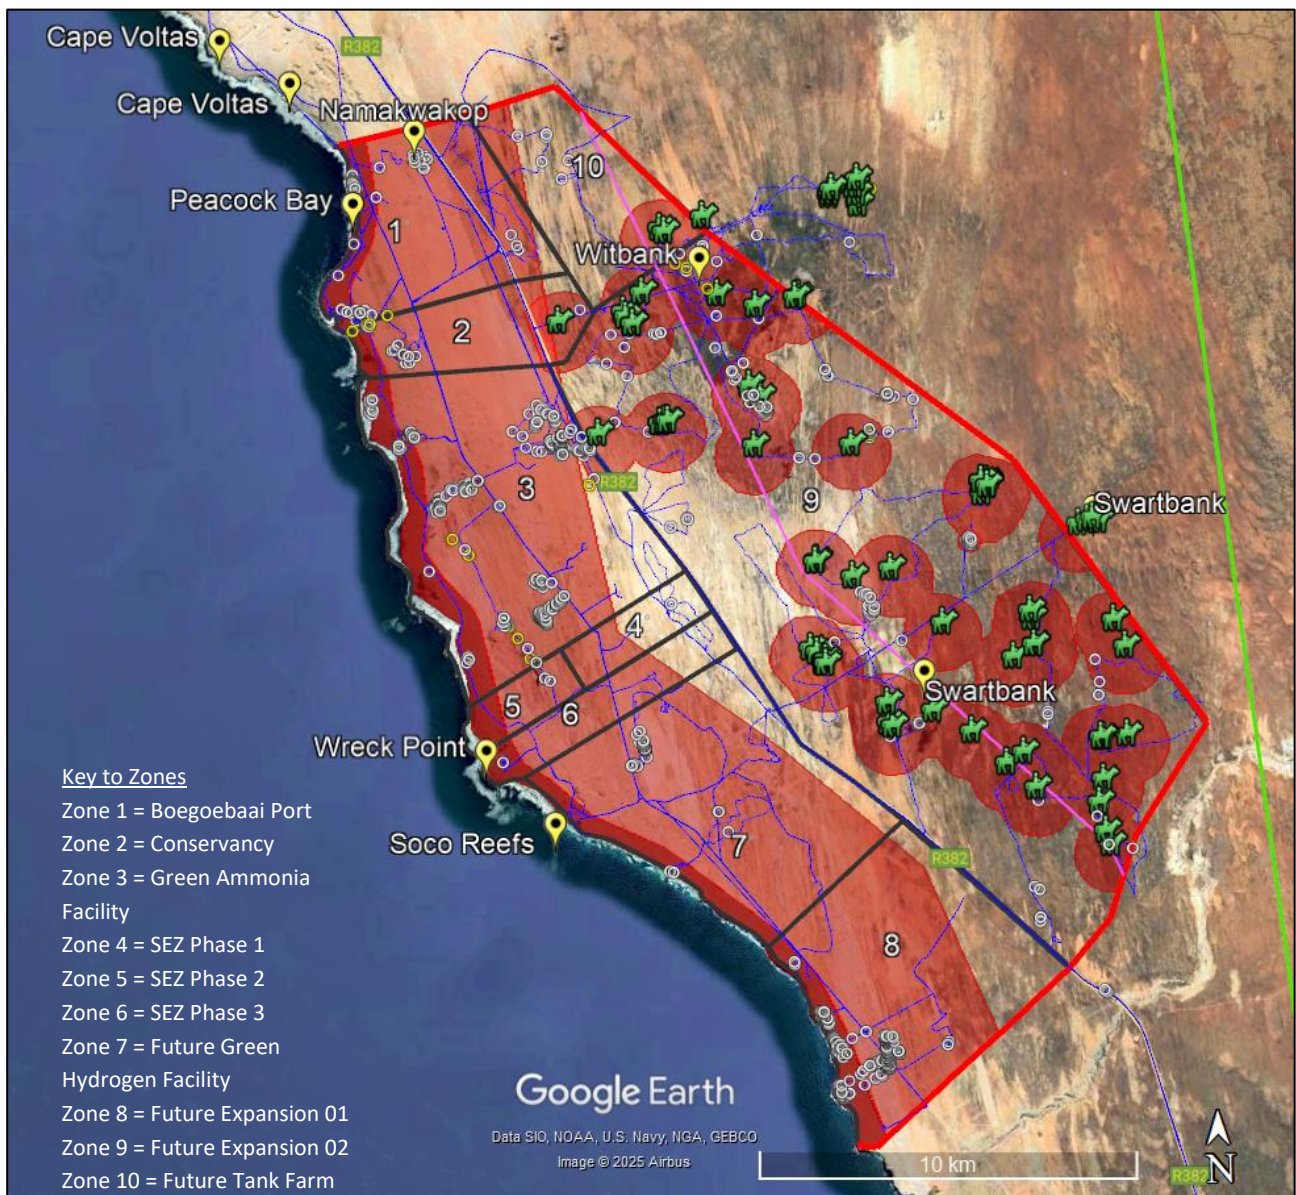 Cape Voltas
R382
Cape Voltas
Namakwakop
10
Peacock Bay
1
Witbank
2
3
R382
9
Swartbank
4
Swartbank
5
6
Wreck Point
Soco Reefs
7
R382
8
Key to Zones
Zone 1 = Boegoebaai Port
Zone 2 = Conservancy
Zone 3 = Green Ammonia
Facility
Zone 4 = SEZ Phase 1
Zone 5 = SEZ Phase 2
Zone 6 = SEZ Phase 3
Zone 7 = Future Green
Hydrogen Facility
Zone 8 = Future Expansion 01
Zone 9 = Future Expansion 02
Zone 10 = Future Tank Farm
Google Earth
Data SIO, NOAA, U.S. Navy, NGA, GEBCO
Image © 2025 Airbus
10 km
R382
N